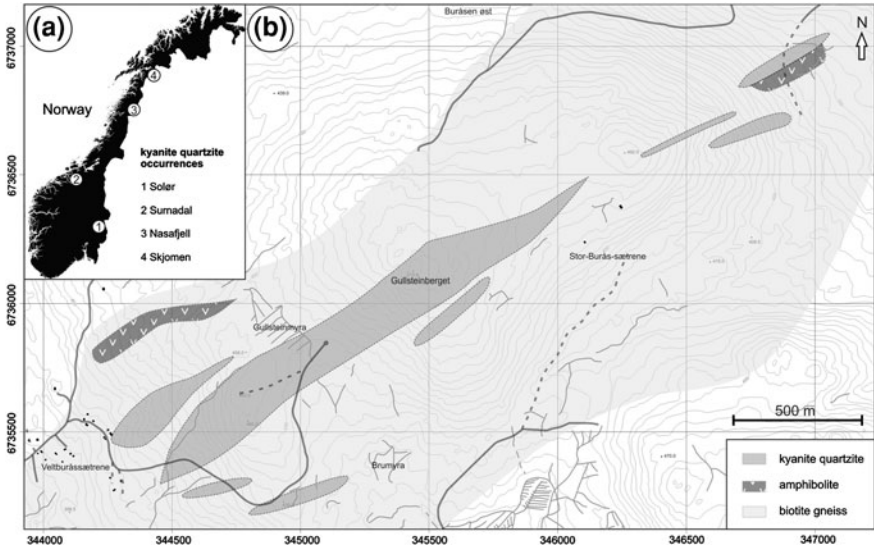 (a)
Norway
4
3
2
1
kyanite quartzite
occurrences
1 Solør
2 Surnadal
3 Nasafjell
4 Skjomen
(b)
Buråsen øst
N
Stor-Burås-sætrene
Gullsteinberget
Gullsteinmyra
Veltburåssætrene
Brumyra
500 m
kyanite quartzite
amphibolite
biotite gneiss
6737000
6736500
6736000
6735500
344000
344500
345000
345500
346000
346500
347000